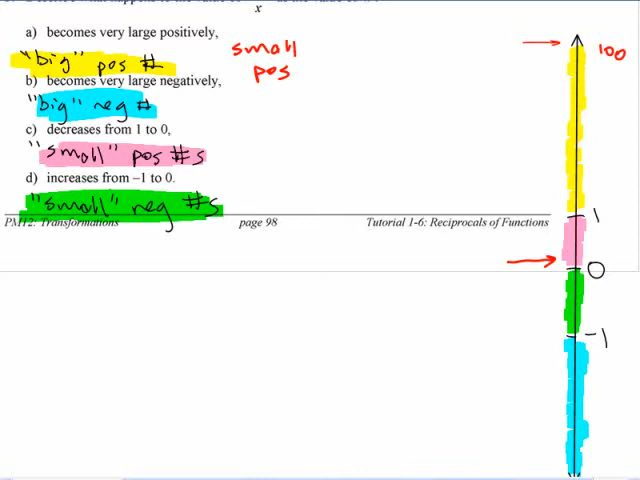 x
a) becomes very large positively,
"big" pos #
small
pos
b) becomes very large negatively,
"big" neg #
c) decreases from 1 to 0,
"small" pos #s
d) increases from –1 to 0.
"small" neg #s
PM12: Transformations page 98 Tutorial 1-6: Reciprocals of Functions
100
1
0
-1